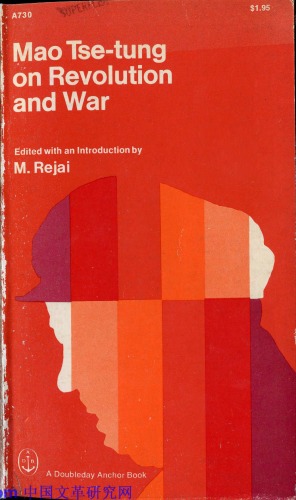 A730
$1.95
Mao Tse-tung
on Revolution
and War
Edited with an Introduction by
M. Rejai
A Doubleday Anchor Book
中国文革研究网